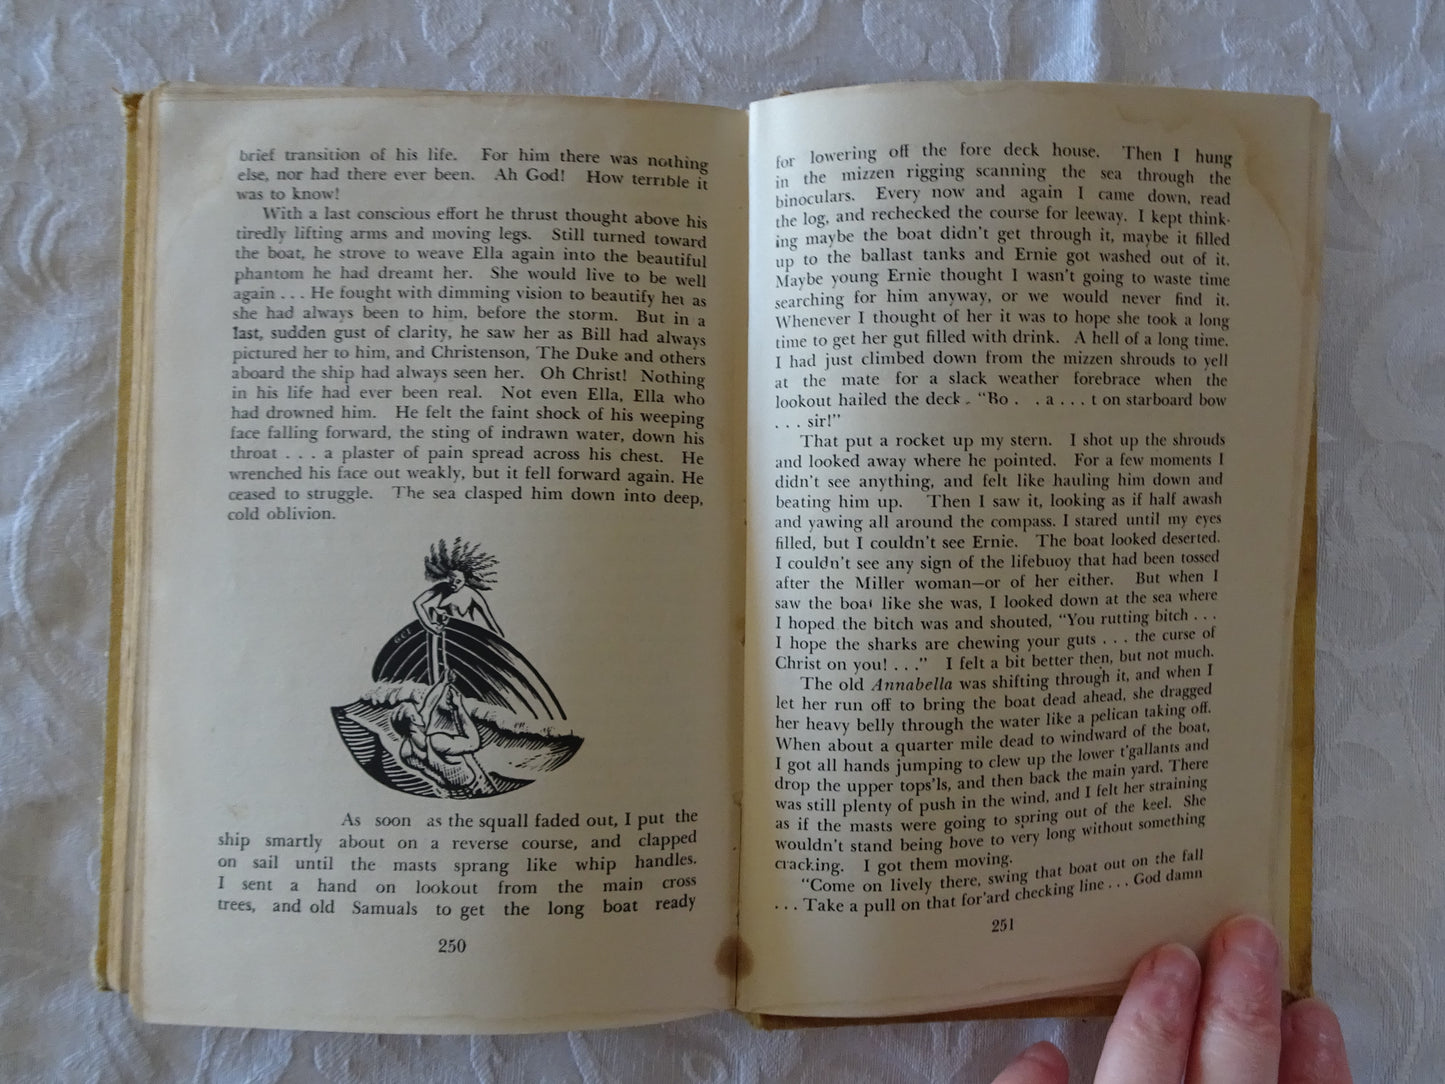 brief transition of his life. For him there was nothing
else, nor had there ever been. Ah God! How terrible it
was to know!
With a last conscious effort he thrust thought above his
tiredly lifting arms and moving legs. Still turned toward
the boat, he strove to weave Ella again into the beautiful
phantom he had dreamt her. She would live to be well
again . . . He fought with dimming vision to beautify her as
she had always been to him, before the storm. But in a
last, sudden gust of clarity, he saw her as Bill had always
pictured her to him, and Christenson, The Duke and others
aboard the ship had always seen her. Oh Christ! Nothing
in his life had ever been real. Not even Ella, Ella who
had drowned him. He felt the faint shock of his weeping
face falling forward, the sting of indrawn water, down his
throat . . . a plaster of pain spread across his chest. He
wrenched his face out weakly, but it fell forward again. He
ceased to struggle. The sea clasped him down into deep,
cold oblivion.
As soon as the squall faded out, I put the
ship smartly about on a reverse course, and clapped
on sail until the masts sprang like whip handles.
I sent a hand on lookout from the main cross
trees, and old Samuals to get the long boat ready
250
for lowering off the fore deck house. Then I hung
in the mizzen rigging scanning the sea through the
binoculars. Every now and again I came down, read
the log, and rechecked the course for leeway. I kept think-
ing maybe the boat didn't get through it, maybe it filled
up to the ballast tanks and Ernie got washed out of it.
Maybe young Ernie thought I wasn't going to waste time
searching for him anyway, or we would never find it.
Whenever I thought of her it was to hope she took a long
time to get her gut filled with drink. A hell of a long time.
I had just climbed down from the mizzen shrouds to yell
at the mate for a slack weather forebrace when the
lookout hailed the deck - "Bo . . a . . . t on starboard bow
. . . sir!"
That put a rocket up my stern. I shot up the shrouds
and looked away where he pointed. For a few moments I
didn't see anything, and felt like hauling him down and
beating him up. Then I saw it, looking as if half awash
and yawing all around the compass. I stared until my eyes
filled, but I couldn't see Ernie. The boat looked deserted.
I couldn't see any sign of the lifebuoy that had been tossed
after the Miller woman—or of her either. But when I
saw the boat like she was, I looked down at the sea where
I hoped the bitch was and shouted, "You rutting bitch . . .
I hope the sharks are chewing your guts . . . the curse of
Christ on you! . . ." I felt a bit better then, but not much.
The old Annabella was shifting through it, and when I
let her run off to bring the boat dead ahead, she dragged
her heavy belly through the water like a pelican taking off.
When about a quarter mile dead to windward of the boat,
I got all hands jumping to clew up the lower t'gallants and
drop the upper tops'ls, and then back the main yard. There
was still plenty of push in the wind, and I felt her straining
as if the masts were going to spring out of the keel. She
wouldn't stand being hove to very long without something
cracking. I got them moving.
"Come on lively there, swing that boat out on the fall
. . . Take a pull on that for'ard checking line . . . God damn
251